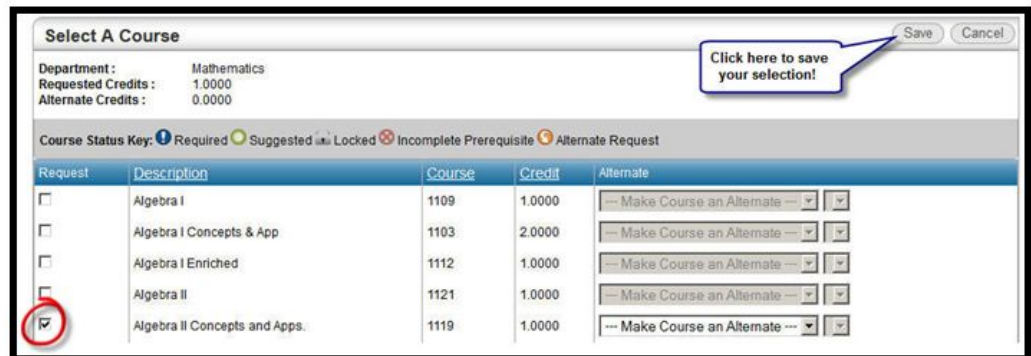 Select A Course
Save Cancel
Click here to save
your selection!
Department : Mathematics
Requested Credits : 1.0000
Alternate Credits : 0.0000
Course Status Key: Required Suggested Locked Incomplete Prerequisite Alternate Request
Request Description Course Credit Alternate
Algebra I 1109 1.0000 --- Make Course an Alternate ---
Algebra I Concepts & App 1103 2.0000 --- Make Course an Alternate ---
Algebra I Enriched 1112 1.0000 --- Make Course an Alternate ---
Algebra II 1121 1.0000 --- Make Course an Alternate ---
Algebra II Concepts and Apps. 1119 1.0000 --- Make Course an Alternate ---